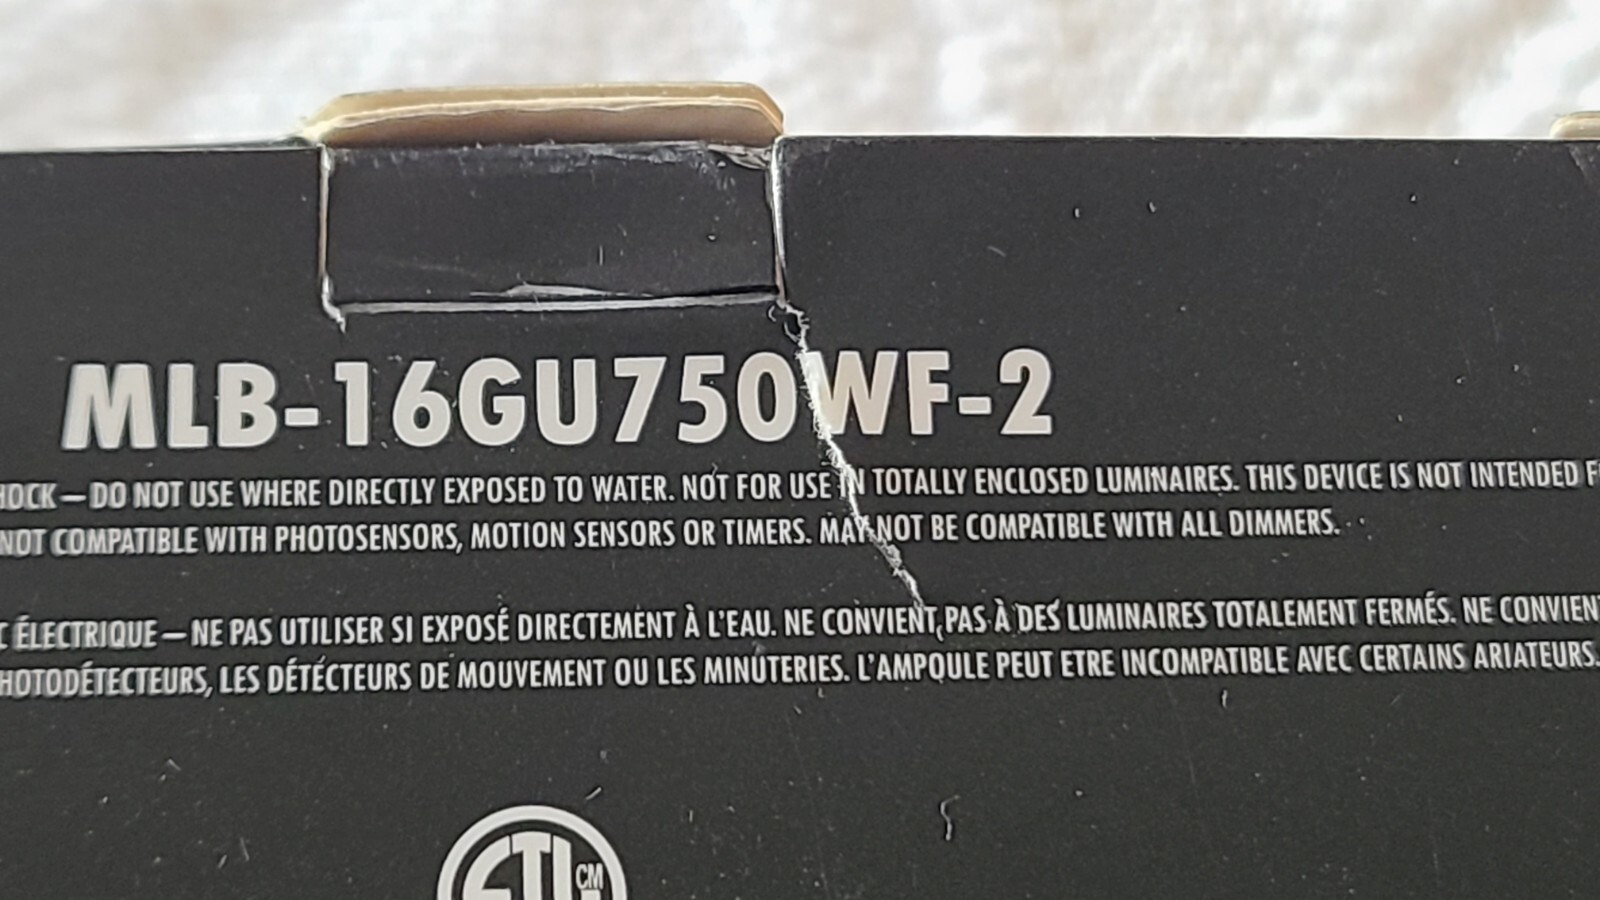 MLB-16GU750WF-2
HOCK — DO NOT USE WHERE DIRECTLY EXPOSED TO WATER. NOT FOR USE IN TOTALLY ENCLOSED LUMINAIRES. THIS DEVICE IS NOT INTENDED F
NOT COMPATIBLE WITH PHOTOSENSORS, MOTION SENSORS OR TIMERS. MAY NOT BE COMPATIBLE WITH ALL DIMMERS.
C ÉLECTRIQUE — NE PAS UTILISER SI EXPOSÉ DIRECTEMENT À L'EAU. NE CONVIENT PAS À DES LUMINAIRES TOTALEMENT FERMÉS. NE CONVIENT
HOTODÉTECTEURS, LES DÉTÉCTEURS DE MOUVEMENT OU LES MINUTERIES. L'AMPOULE PEUT ETRE INCOMPATIBLE AVEC CERTAINS ARIATEURS.
ETL CM